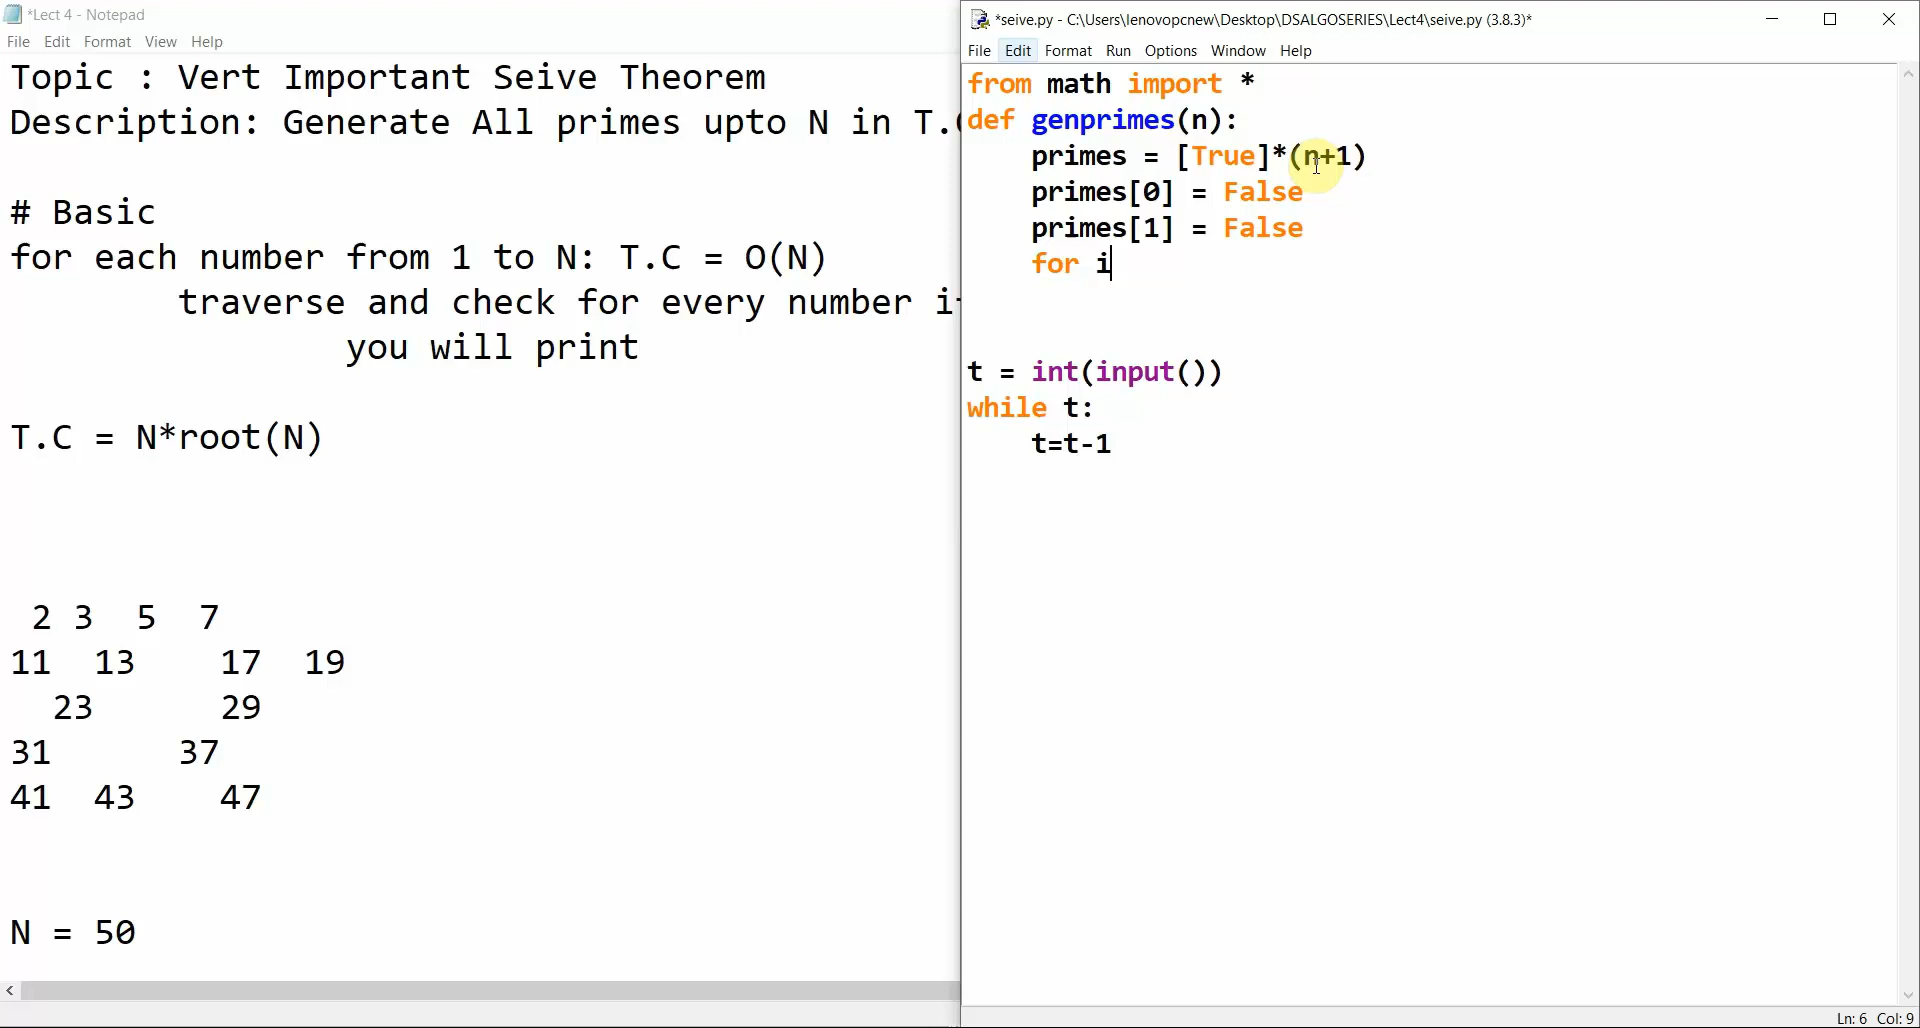 *Lect 4 - Notepad
File Edit Format View Help
Topic : Vert Important Seive Theorem
Description: Generate All primes upto N in T.
# Basic
for each number from 1 to N: T.C = O(N)
traverse and check for every number i
you will print
T.C = N*root(N)
2 3 5 7
11 13 17 19
23 29
31 37
41 43 47
N = 50
*seive.py - C:\Users\lenovopcnew\Desktop\DSALGOSERIES\Lect4\seive.py (3.8.3)*
File Edit Format Run Options Window Help
from math import *
def genprimes(n):
primes = [True]*(n+1)
primes[0] = False
primes[1] = False
for i
t = int(input())
while t:
t=t-1
Ln: 6 Col: 9